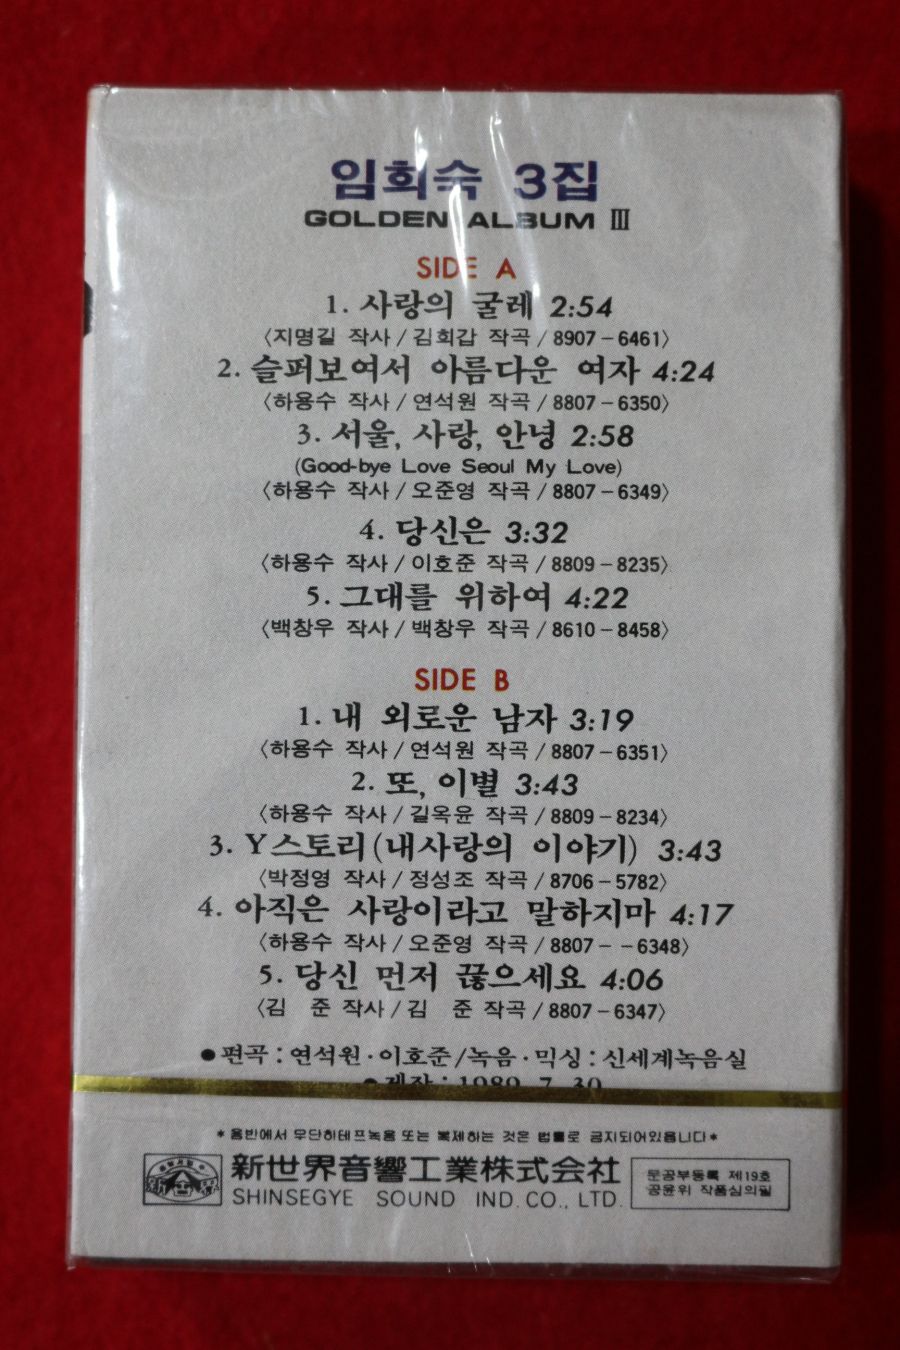 임희숙 3집
GOLDEN ALBUM Ⅲ
SIDE A
1. 사랑의 굴레 2:54
〈지명길 작사 / 김희갑 작곡 / 8907-6461〉
2. 슬퍼보여서 아름다운 여자 4:24
〈하용수 작사 / 연석원 작곡 / 8807-6350〉
3. 서울, 사랑, 안녕 2:58
(Good-bye Love Seoul My Love)
〈하용수 작사 / 오준영 작곡 / 8807-6349〉
4. 당신은 3:32
〈하용수 작사 / 이호준 작곡 / 8809-8235〉
5. 그대를 위하여 4:22
〈백창우 작사 / 백창우 작곡 / 8610-8458〉
SIDE B
1. 내 외로운 남자 3:19
〈하용수 작사 / 연석원 작곡 / 8807-6351〉
2. 또, 이별 3:43
〈하용수 작사 / 길옥윤 작곡 / 8809-8234〉
3. Y스토리(내사랑의 이야기) 3:43
〈박정영 작사 / 정성조 작곡 / 8706-5782〉
4. 아직은 사랑이라고 말하지마 4:17
〈하용수 작사 / 오준영 작곡 / 8807--6348〉
5. 당신 먼저 끊으세요 4:06
〈김 준 작사 / 김 준 작곡 / 8807-6347〉
●편곡 : 연석원·이호준/녹음·믹싱 : 신세계녹음실
●제작 : 1989. 7. 30
*음반에서 무단히테프녹음 또는 복제하는 것은 법률로 금지되어있읍니다*
新世界音響工業株式会社
SHINSEGYE SOUND IND. CO., LTD.
문공부등록 제19호
공윤위 작품심의필